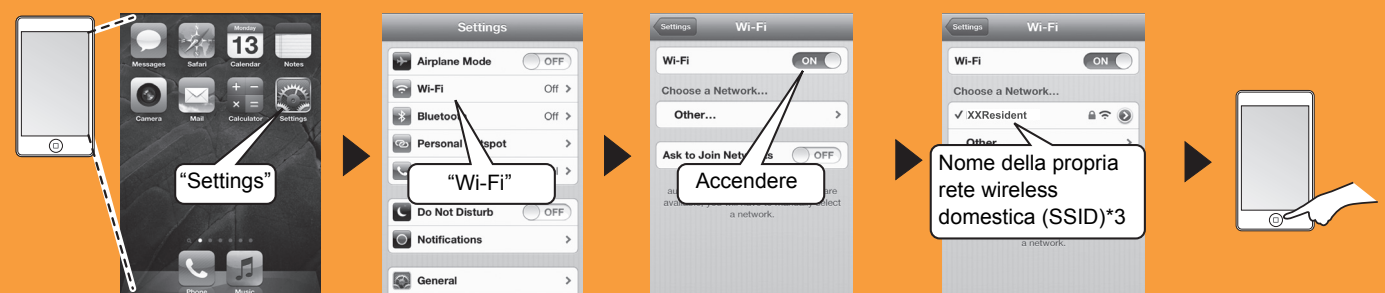 Monday
13
Messages
Safari
Calendar
Notes
Camera
Mail
Calculator
Settings
“Settings”
Phone
Music
Settings
Airplane Mode
OFF
Wi-Fi
Off
Bluetooth
Off
Personal
“Wi-Fi”
Do Not Disturb
OFF
Notifications
General
Settings
Wi-Fi
Wi-Fi
ON
Choose a Network...
Other...
Ask to Join
OFF
Accendere
a network.
Settings
Wi-Fi
Wi-Fi
ON
Choose a Network...
✓ XXResident
Other
Nome della propria
rete wireless
domestica (SSID)*3
a network.